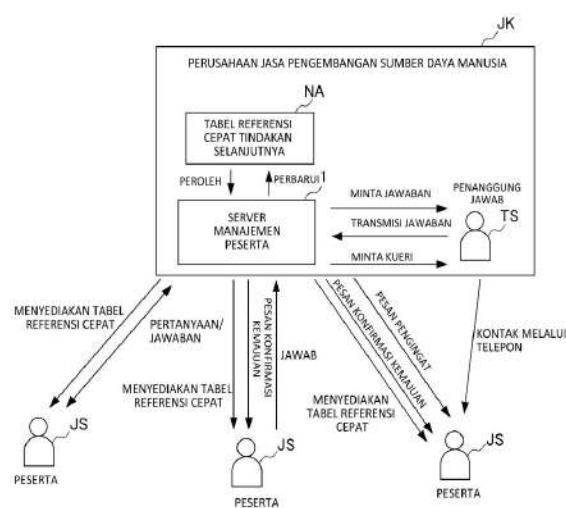 JK
PERUSAHAAN JASA PENGEMBANGAN SUMBER DAYA MANUSIA
NA
TABEL REFERENSI
CEPAT TINDAKAN
SELANJUTNYA
PEROLEH
PERBARUI
1
SERVER
MANAJEMEN
PESERTA
MINTA JAWABAN
TRANSMISI JAWABAN
MINTA KUERI
PENANGGUNG
JAWAB
TS
MENYEDIAKAN TABEL
REFERENSI CEPAT
PERTANYAAN/
JAWABAN
MENYEDIAKAN TABEL
REFERENSI CEPAT
PESAN KONFIRMASI
KEMAJUAN
JAWAB
PESAN PENGINGAT
PESAN KONFIRMASI KEMAJUAN
MENYEDIAKAN
TABEL REFERENSI
CEPAT
KONTAK MELALUI
TELEPON
JS
PESERTA
JS
PESERTA
JS
PESERTA